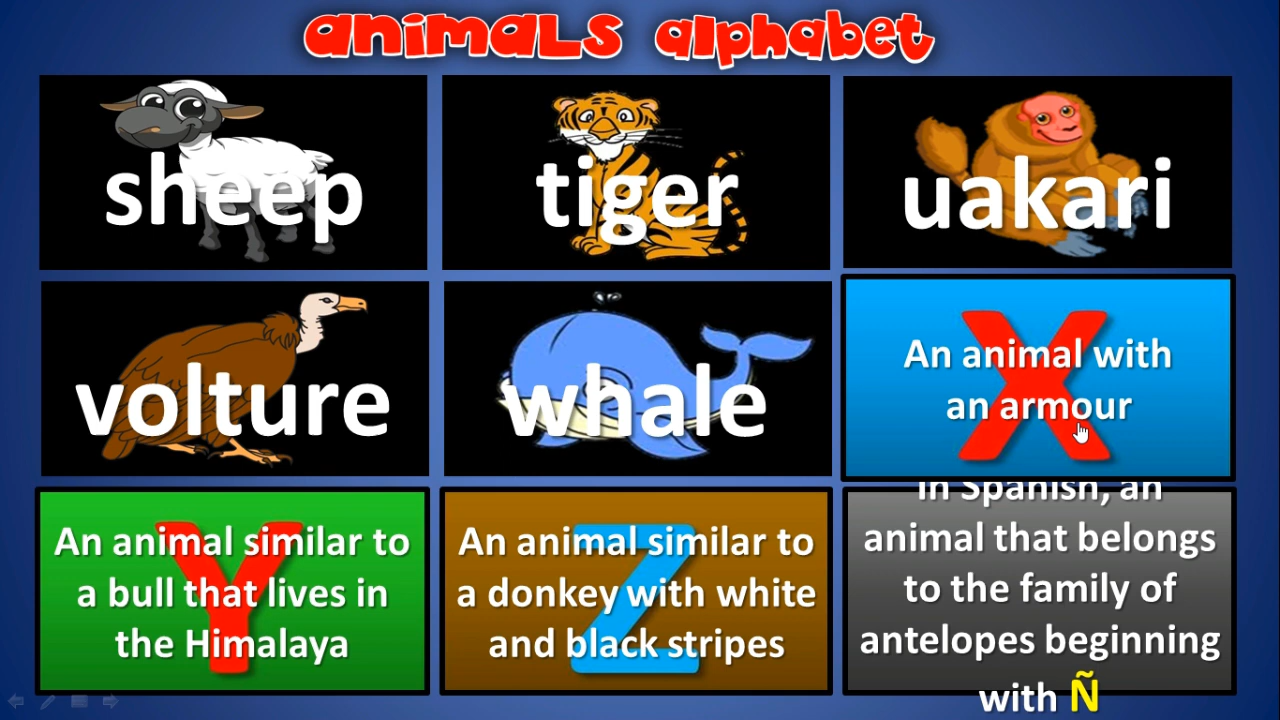 animals alphabet
sheep
tiger
uakari
volture
whale
X
An animal with
an armour
Y
An animal similar to
a bull that lives in
the Himalaya
Z
An animal similar to
a donkey with white
and black stripes
In Spanish, an
animal that belongs
to the family of
antelopes beginning
with Ñ